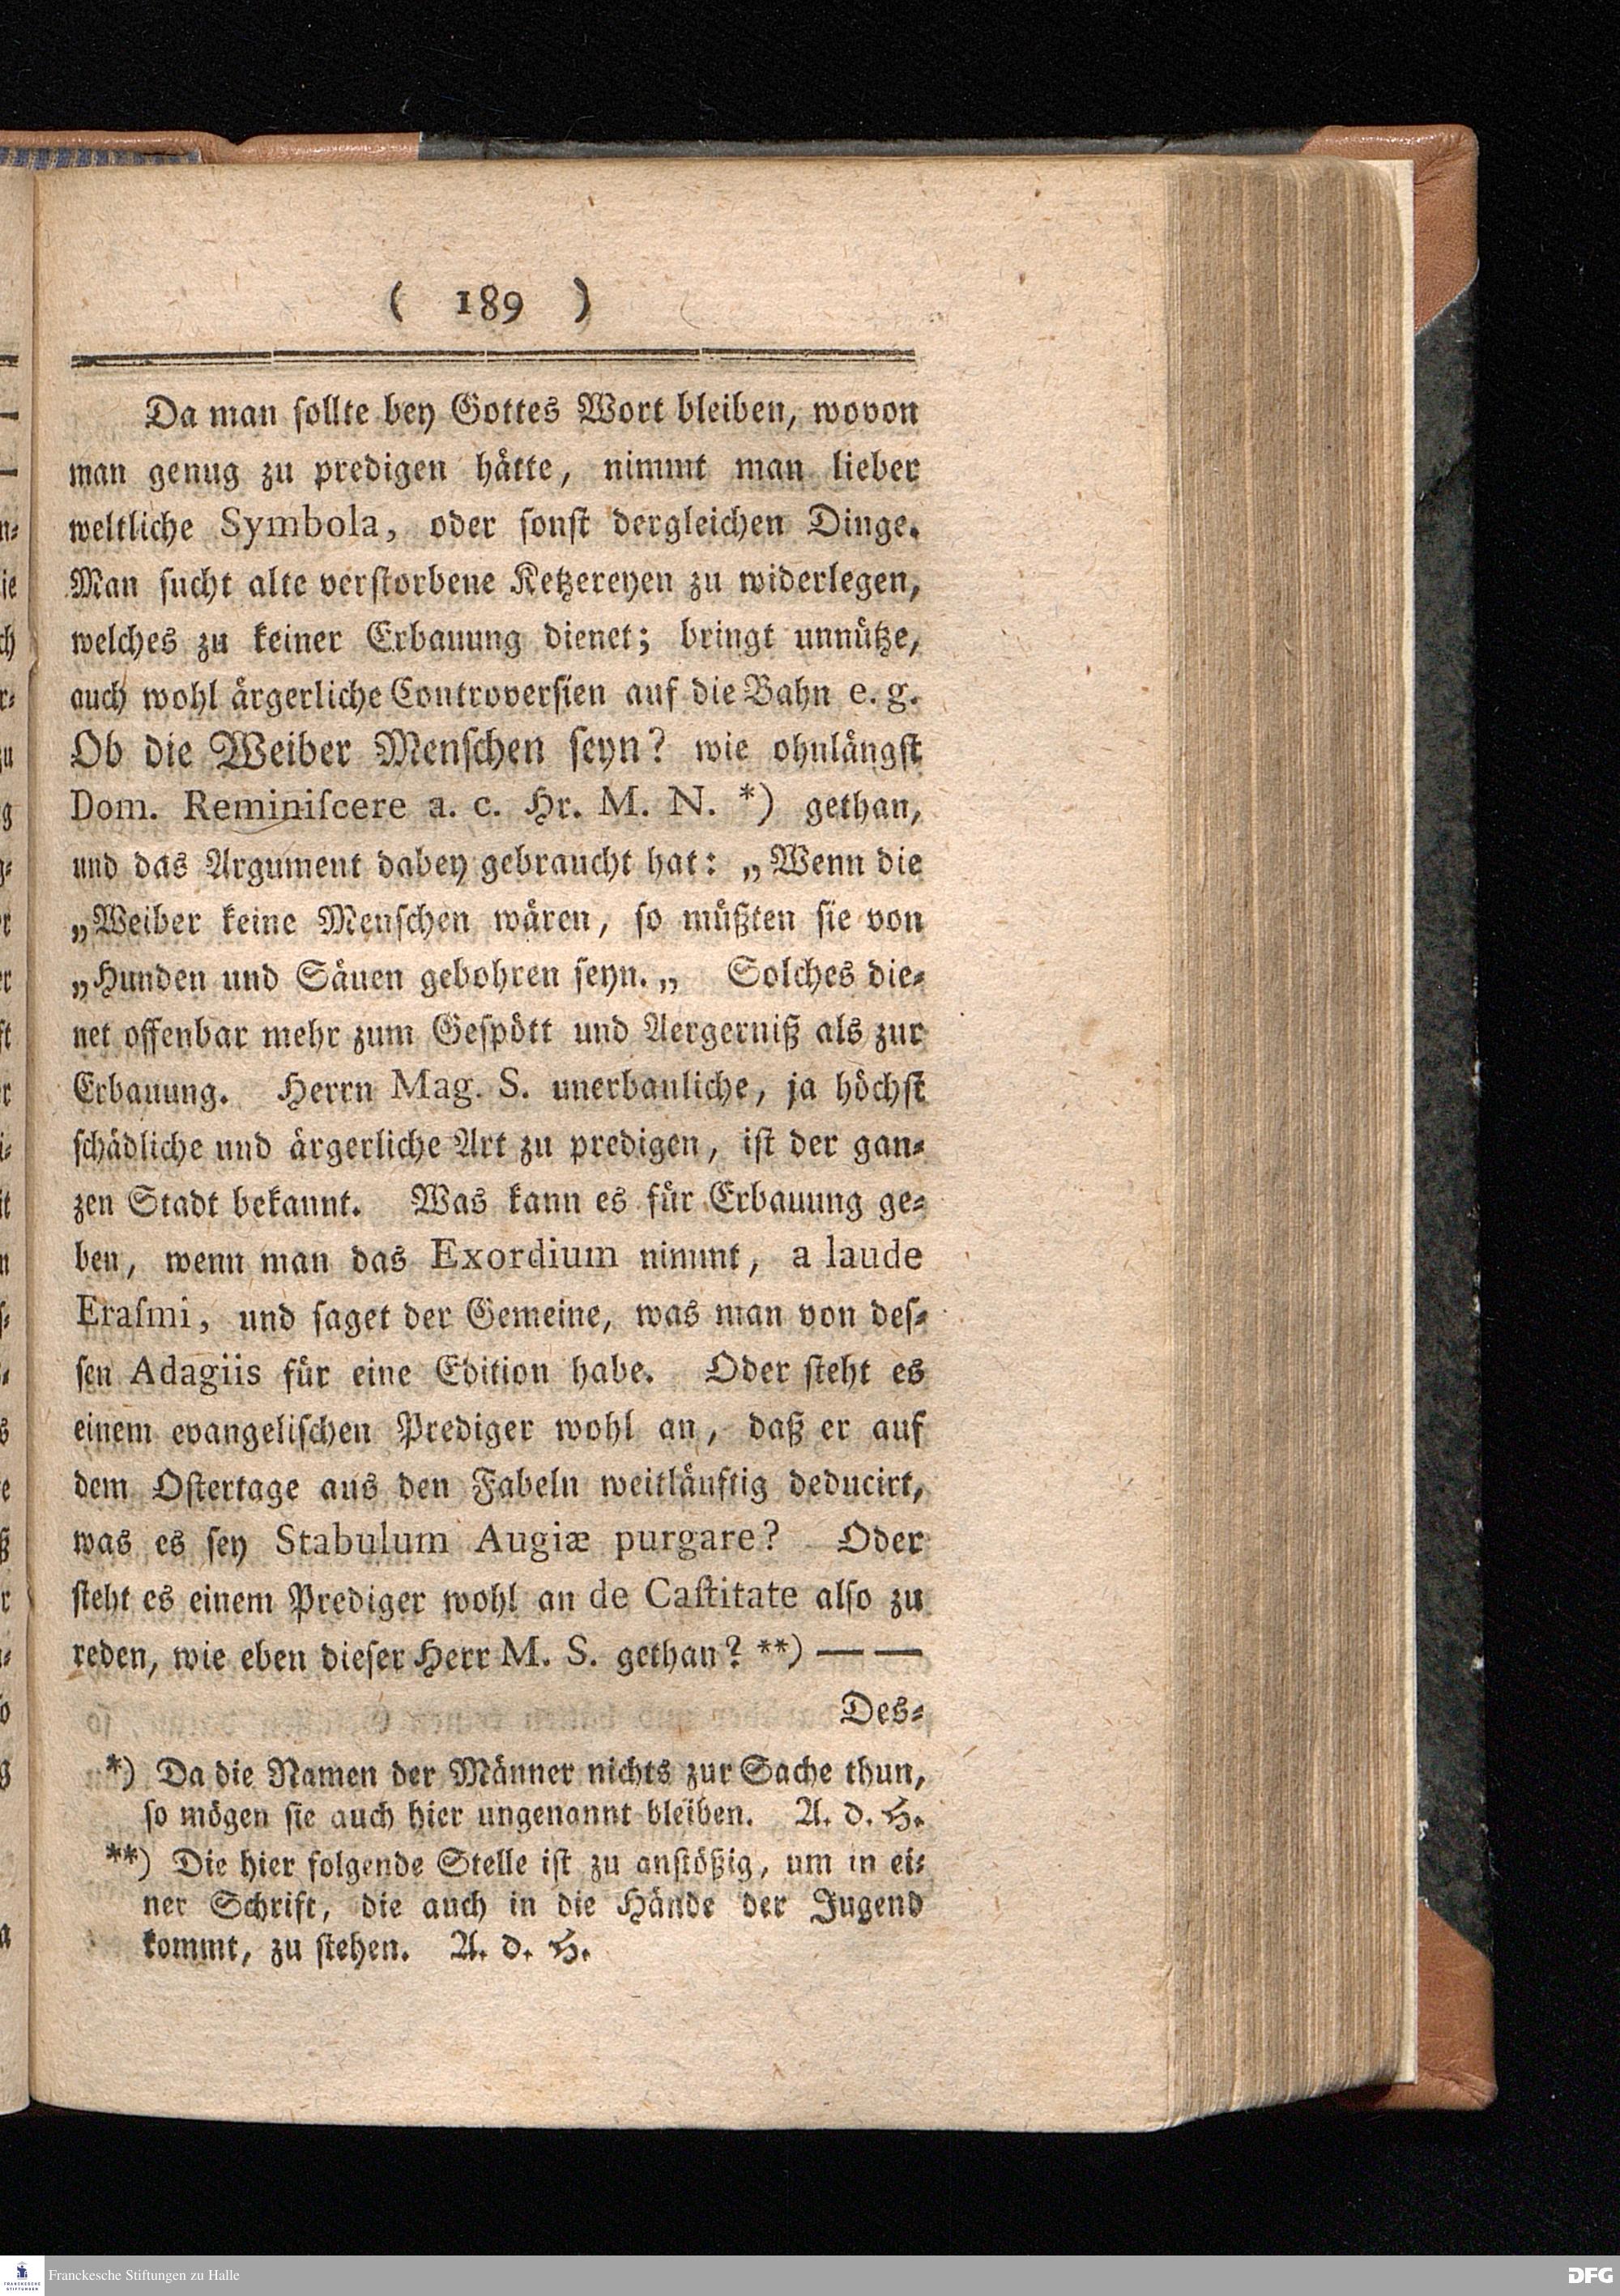 ( 189 )
Da man sollte bey Gottes Wort bleiben, wovon
man genug zu predigen hätte, nimmt man lieber
weltliche Symbola, oder sonst dergleichen Dinge.
Man sucht alte verstorbene Ketzereyen zu widerlegen,
welches zu keiner Erbauung dienet; bringt unnütze,
auch wohl ärgerliche Controversien auf die Bahn e. g.
Ob die Weiber Menschen seyn? wie ohnlängst
Dom. Reminiſcere a. c. Hr. M. N. *) gethan,
und das Argument dabey gebraucht hat: „Wenn die
„Weiber keine Menschen wären, so müßten sie von
„Hunden und Säuen gebohren seyn.„ Solches die-
net offenbar mehr zum Gespött und Aergerniß als zur
Erbauung. Herrn Mag. S. unerbauliche, ja höchst
schädliche und ärgerliche Art zu predigen, ist der gan-
zen Stadt bekannt. Was kann es für Erbauung ge-
ben, wenn man das Exordium nimmt, a laude
Eraſmi, und saget der Gemeine, was man von des-
sen Adagiis für eine Edition habe. Oder steht es
einem evangelischen Prediger wohl an, daß er auf
dem Ostertage aus den Fabeln weitläuftig deducirt,
was es sey Stabulum Augiæ purgare? Oder
steht es einem Prediger wohl an de Caſtitate also zu
reden, wie eben dieser Herr M. S. gethan? **) — —
Des-
*) Da die Namen der Männer nichts zur Sache thun,
so mögen sie auch hier ungenannt bleiben. A. d. H.
**) Die hier folgende Stelle ist zu anstößig, um in ei-
ner Schrift, die auch in die Hände der Jugend
kommt, zu stehen. A. d. H.
Franckesche Stiftungen zu Halle
DFG